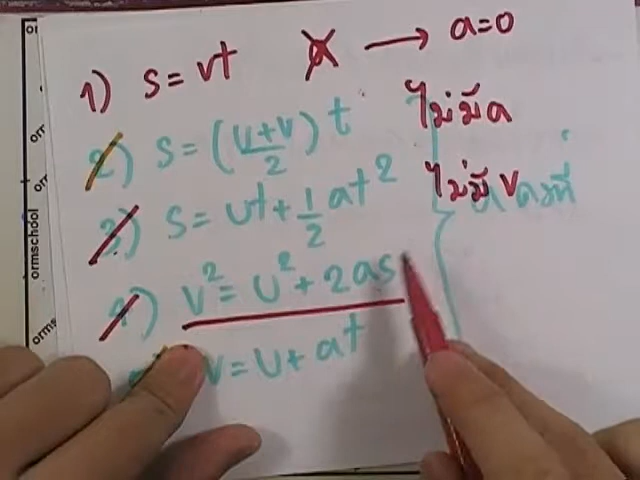 1) s = vt a → a=0
2) s = (u+v/2) t ไม่มี a
3) s = ut + 1/2 at² ไม่มี v
4) v² = u² + 2as
v = u + at
ormschool